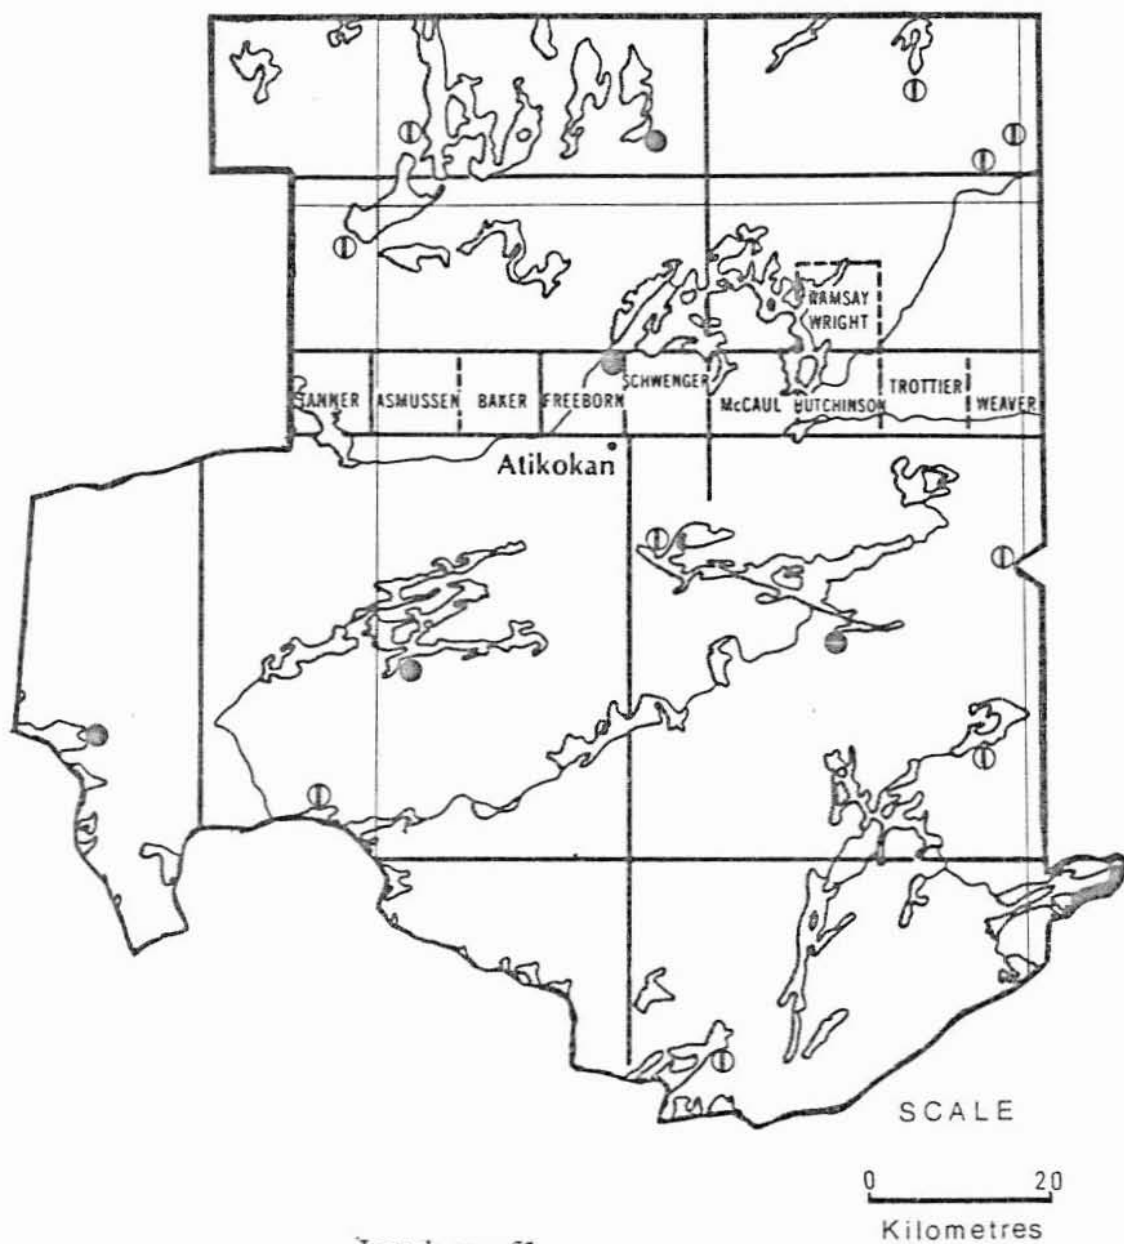 RAMSAY
WRIGHT
TANNER
ASMUSSEN
BAKER
FREEBORN
SCHWENGER
McCAUL
HUTCHINSON
TROTTIER
WEAVER
Atikokan
SCALE
0 20
Kilometres